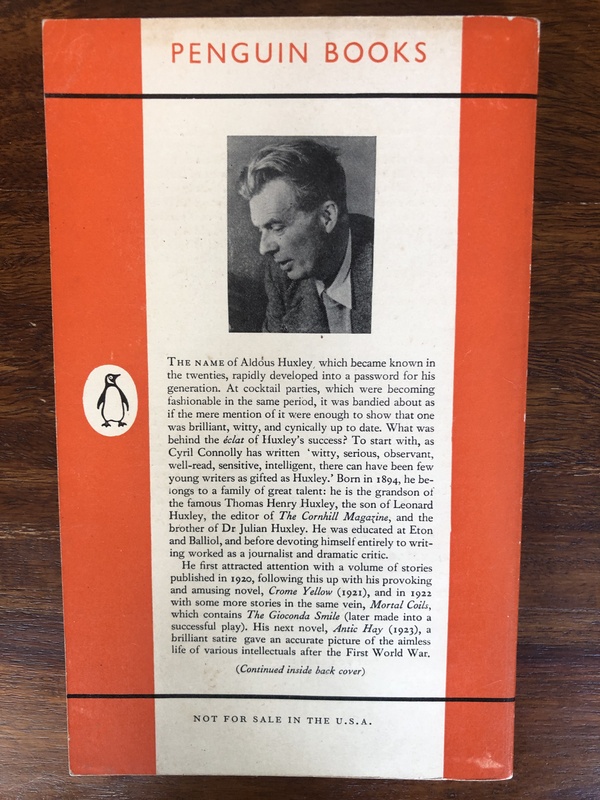 PENGUIN BOOKS
THE NAME of Aldous Huxley, which became known in
the twenties, rapidly developed into a password for his
generation. At cocktail parties, which were becoming
fashionable in the same period, it was bandied about as
if the mere mention of it were enough to show that one
was brilliant, witty, and cynically up to date. What was
behind the éclat of Huxley's success? To start with, as
Cyril Connolly has written 'witty, serious, observant,
well-read, sensitive, intelligent, there can have been few
young writers as gifted as Huxley.' Born in 1894, he be-
longs to a family of great talent: he is the grandson of
the famous Thomas Henry Huxley, the son of Leonard
Huxley, the editor of The Cornhill Magazine, and the
brother of Dr Julian Huxley. He was educated at Eton
and Balliol, and before devoting himself entirely to writ-
ing worked as a journalist and dramatic critic.
He first attracted attention with a volume of stories
published in 1920, following this up with his provoking
and amusing novel, Crome Yellow (1921), and in 1922
with some more stories in the same vein, Mortal Coils,
which contains The Gioconda Smile (later made into a
successful play). His next novel, Antic Hay (1923), a
brilliant satire gave an accurate picture of the aimless
life of various intellectuals after the First World War.
(Continued inside back cover)
NOT FOR SALE IN THE U.S.A.